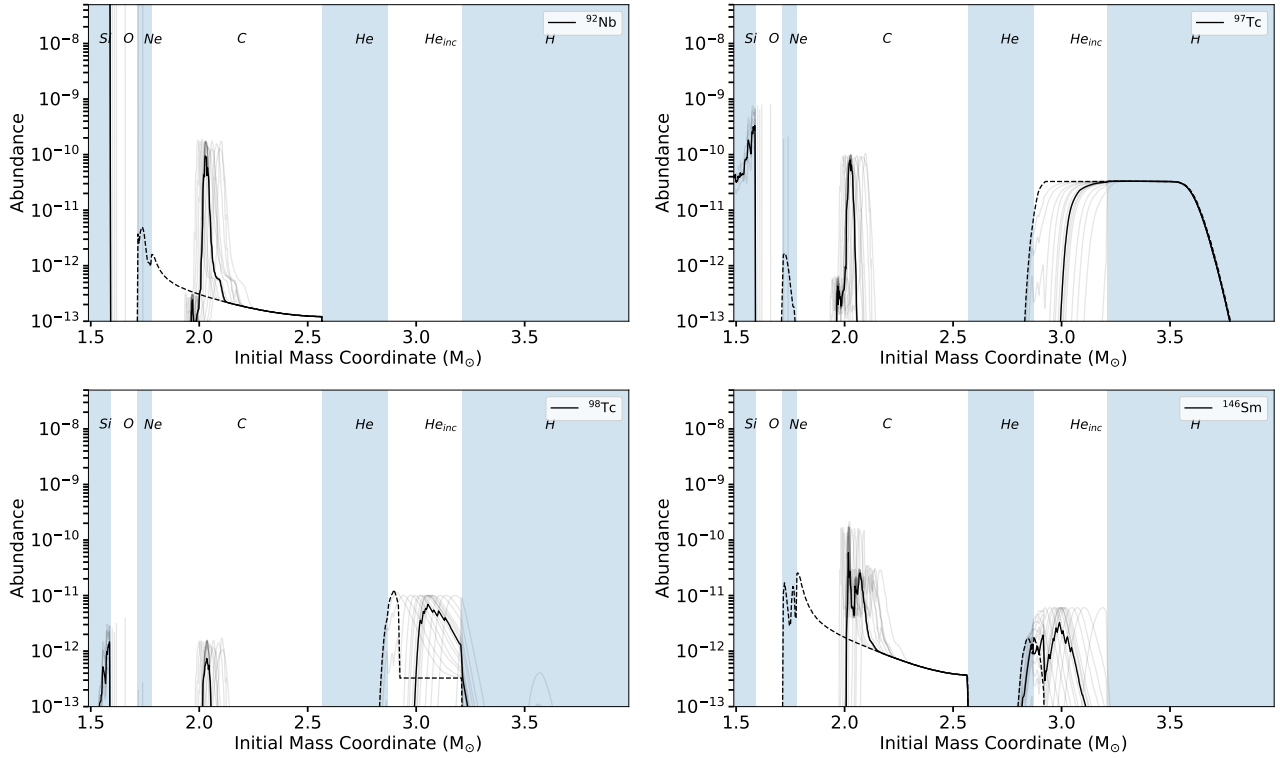 ⁹²Nb
Si O Ne C He He_inc H
10⁻⁸
10⁻⁹
10⁻¹⁰
10⁻¹¹
10⁻¹²
10⁻¹³
Abundance
1.5 2.0 2.5 3.0 3.5
Initial Mass Coordinate (M☉)
⁹⁷Tc
Si O Ne C He He_inc H
10⁻⁸
10⁻⁹
10⁻¹⁰
10⁻¹¹
10⁻¹²
10⁻¹³
Abundance
1.5 2.0 2.5 3.0 3.5
Initial Mass Coordinate (M☉)
⁹⁸Tc
Si O Ne C He He_inc H
10⁻⁸
10⁻⁹
10⁻¹⁰
10⁻¹¹
10⁻¹²
10⁻¹³
Abundance
1.5 2.0 2.5 3.0 3.5
Initial Mass Coordinate (M☉)
¹⁴⁶Sm
Si O Ne C He He_inc H
10⁻⁸
10⁻⁹
10⁻¹⁰
10⁻¹¹
10⁻¹²
10⁻¹³
Abundance
1.5 2.0 2.5 3.0 3.5
Initial Mass Coordinate (M☉)